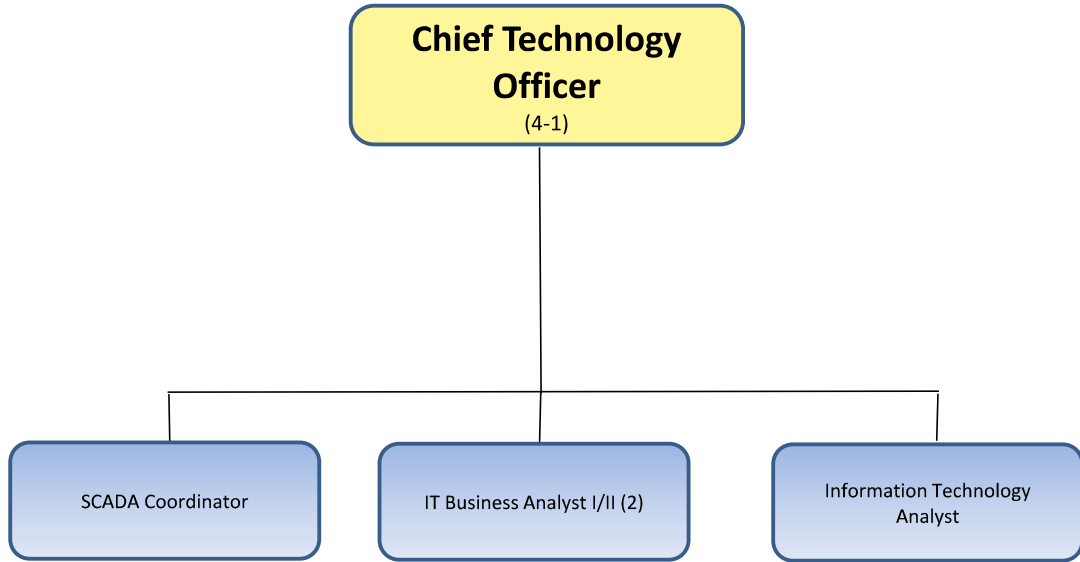 Chief Technology
Officer
(4-1)
SCADA Coordinator
IT Business Analyst I/II (2)
Information Technology
Analyst